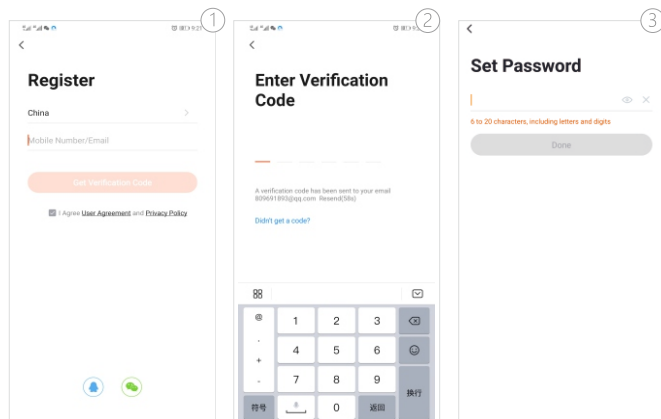 ①
Register
China
Mobile Number/Email
Get Verification Code
I Agree User Agreement and Privacy Policy
②
Enter Verification
Code
A verification code has been sent to your email
809691893@qq.com Resend(58s)
Didn't get a code?
@
.
+
-
1 2 3
4 5 6
7 8 9
符号 0 返回
换行
③
Set Password
6 to 20 characters, including letters and digits
Done